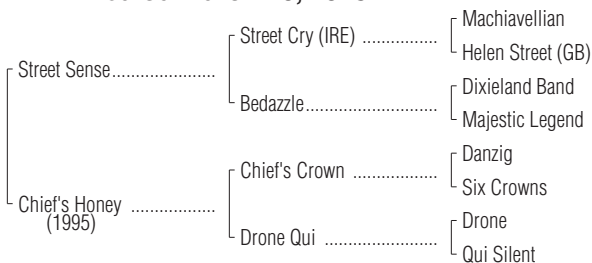 Street Sense
Chief's Honey
(1995)
Street Cry (IRE)
Bedazzle
Chief's Crown
Drone Qui
Machiavellian
Helen Street (GB)
Dixieland Band
Majestic Legend
Danzig
Six Crowns
Drone
Qui Silent